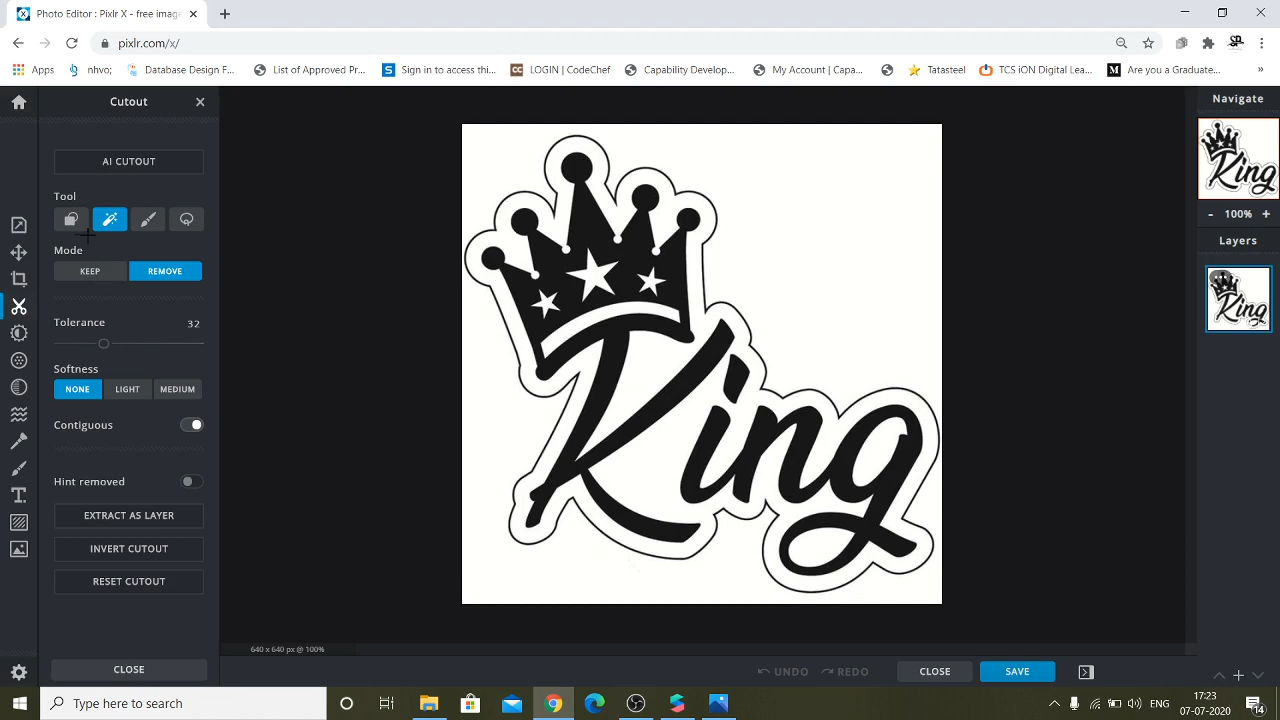 Photo Editor image
pixlr.com/x/
Apps
nhvo;
Database Design F...
List of Approved Pr...
Sign in to access thi...
LOGIN | CodeChef
Capability Develop...
My Account | Capa...
Tatasteel
TCS iON Digital Lea...
Are you a Graduate...
»
Cutout
AI CUTOUT
Tool
Mode
KEEP
REMOVE
Tolerance
32
Softness
NONE
LIGHT
MEDIUM
Contiguous
Hint removed
EXTRACT AS LAYER
INVERT CUTOUT
RESET CUTOUT
CLOSE
King
640 x 640 px @ 100%
UNDO
REDO
CLOSE
SAVE
Navigate
King
- 100% +
Layers
King
Type here to search
17:23
07-07-2020
4